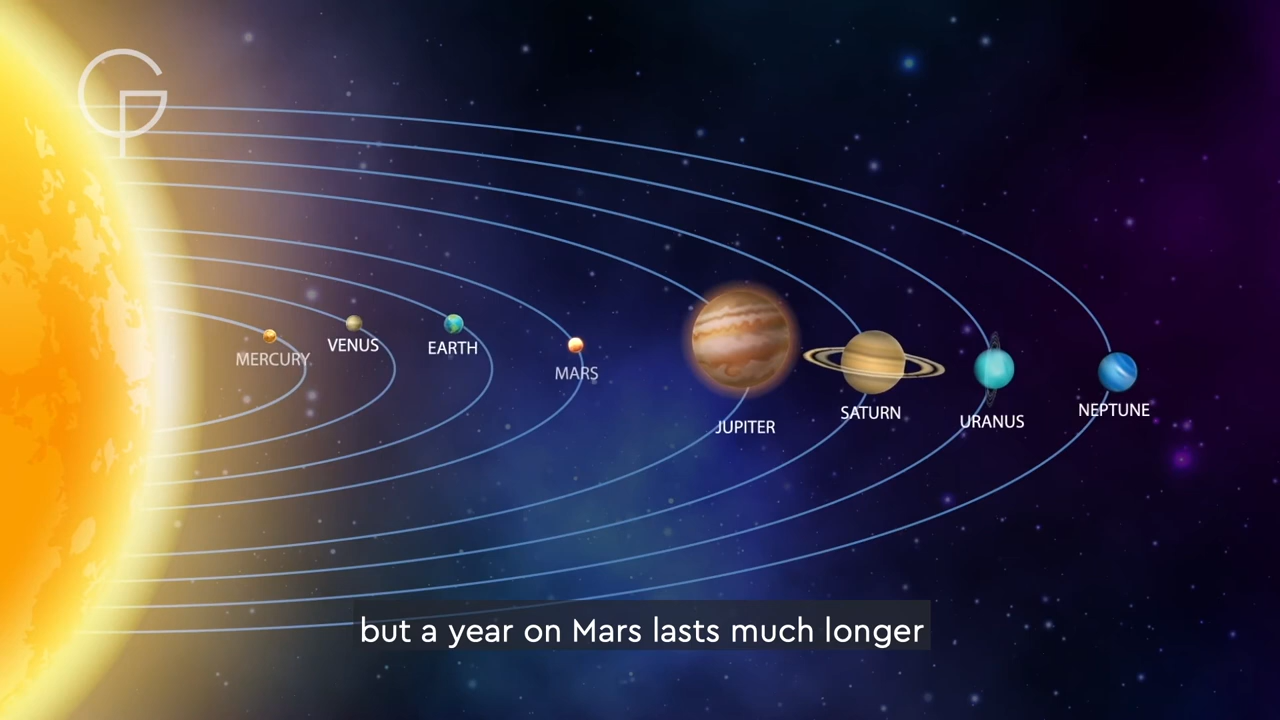 MERCURY
VENUS
EARTH
MARS
JUPITER
SATURN
URANUS
NEPTUNE
but a year on Mars lasts much longer